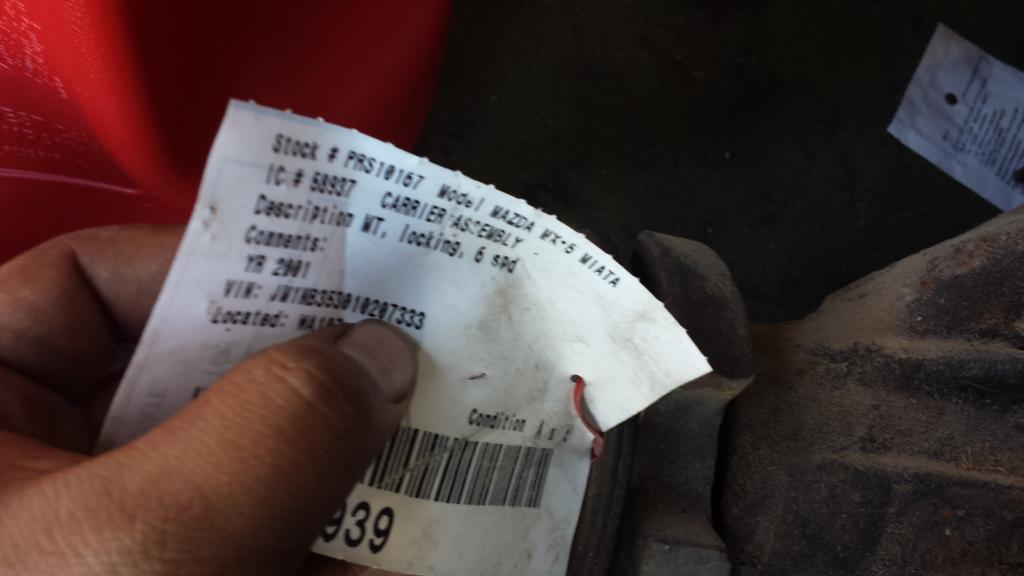 Stock # PRS10167 Model MAZDA MX-5 MIATA
IC # 58937 CARRIER ASSEMBLY
Description MT, locking, 6 spd
Comments:
YR 2001
VIN: JM1NB353010207333
Located:
Condition A
939